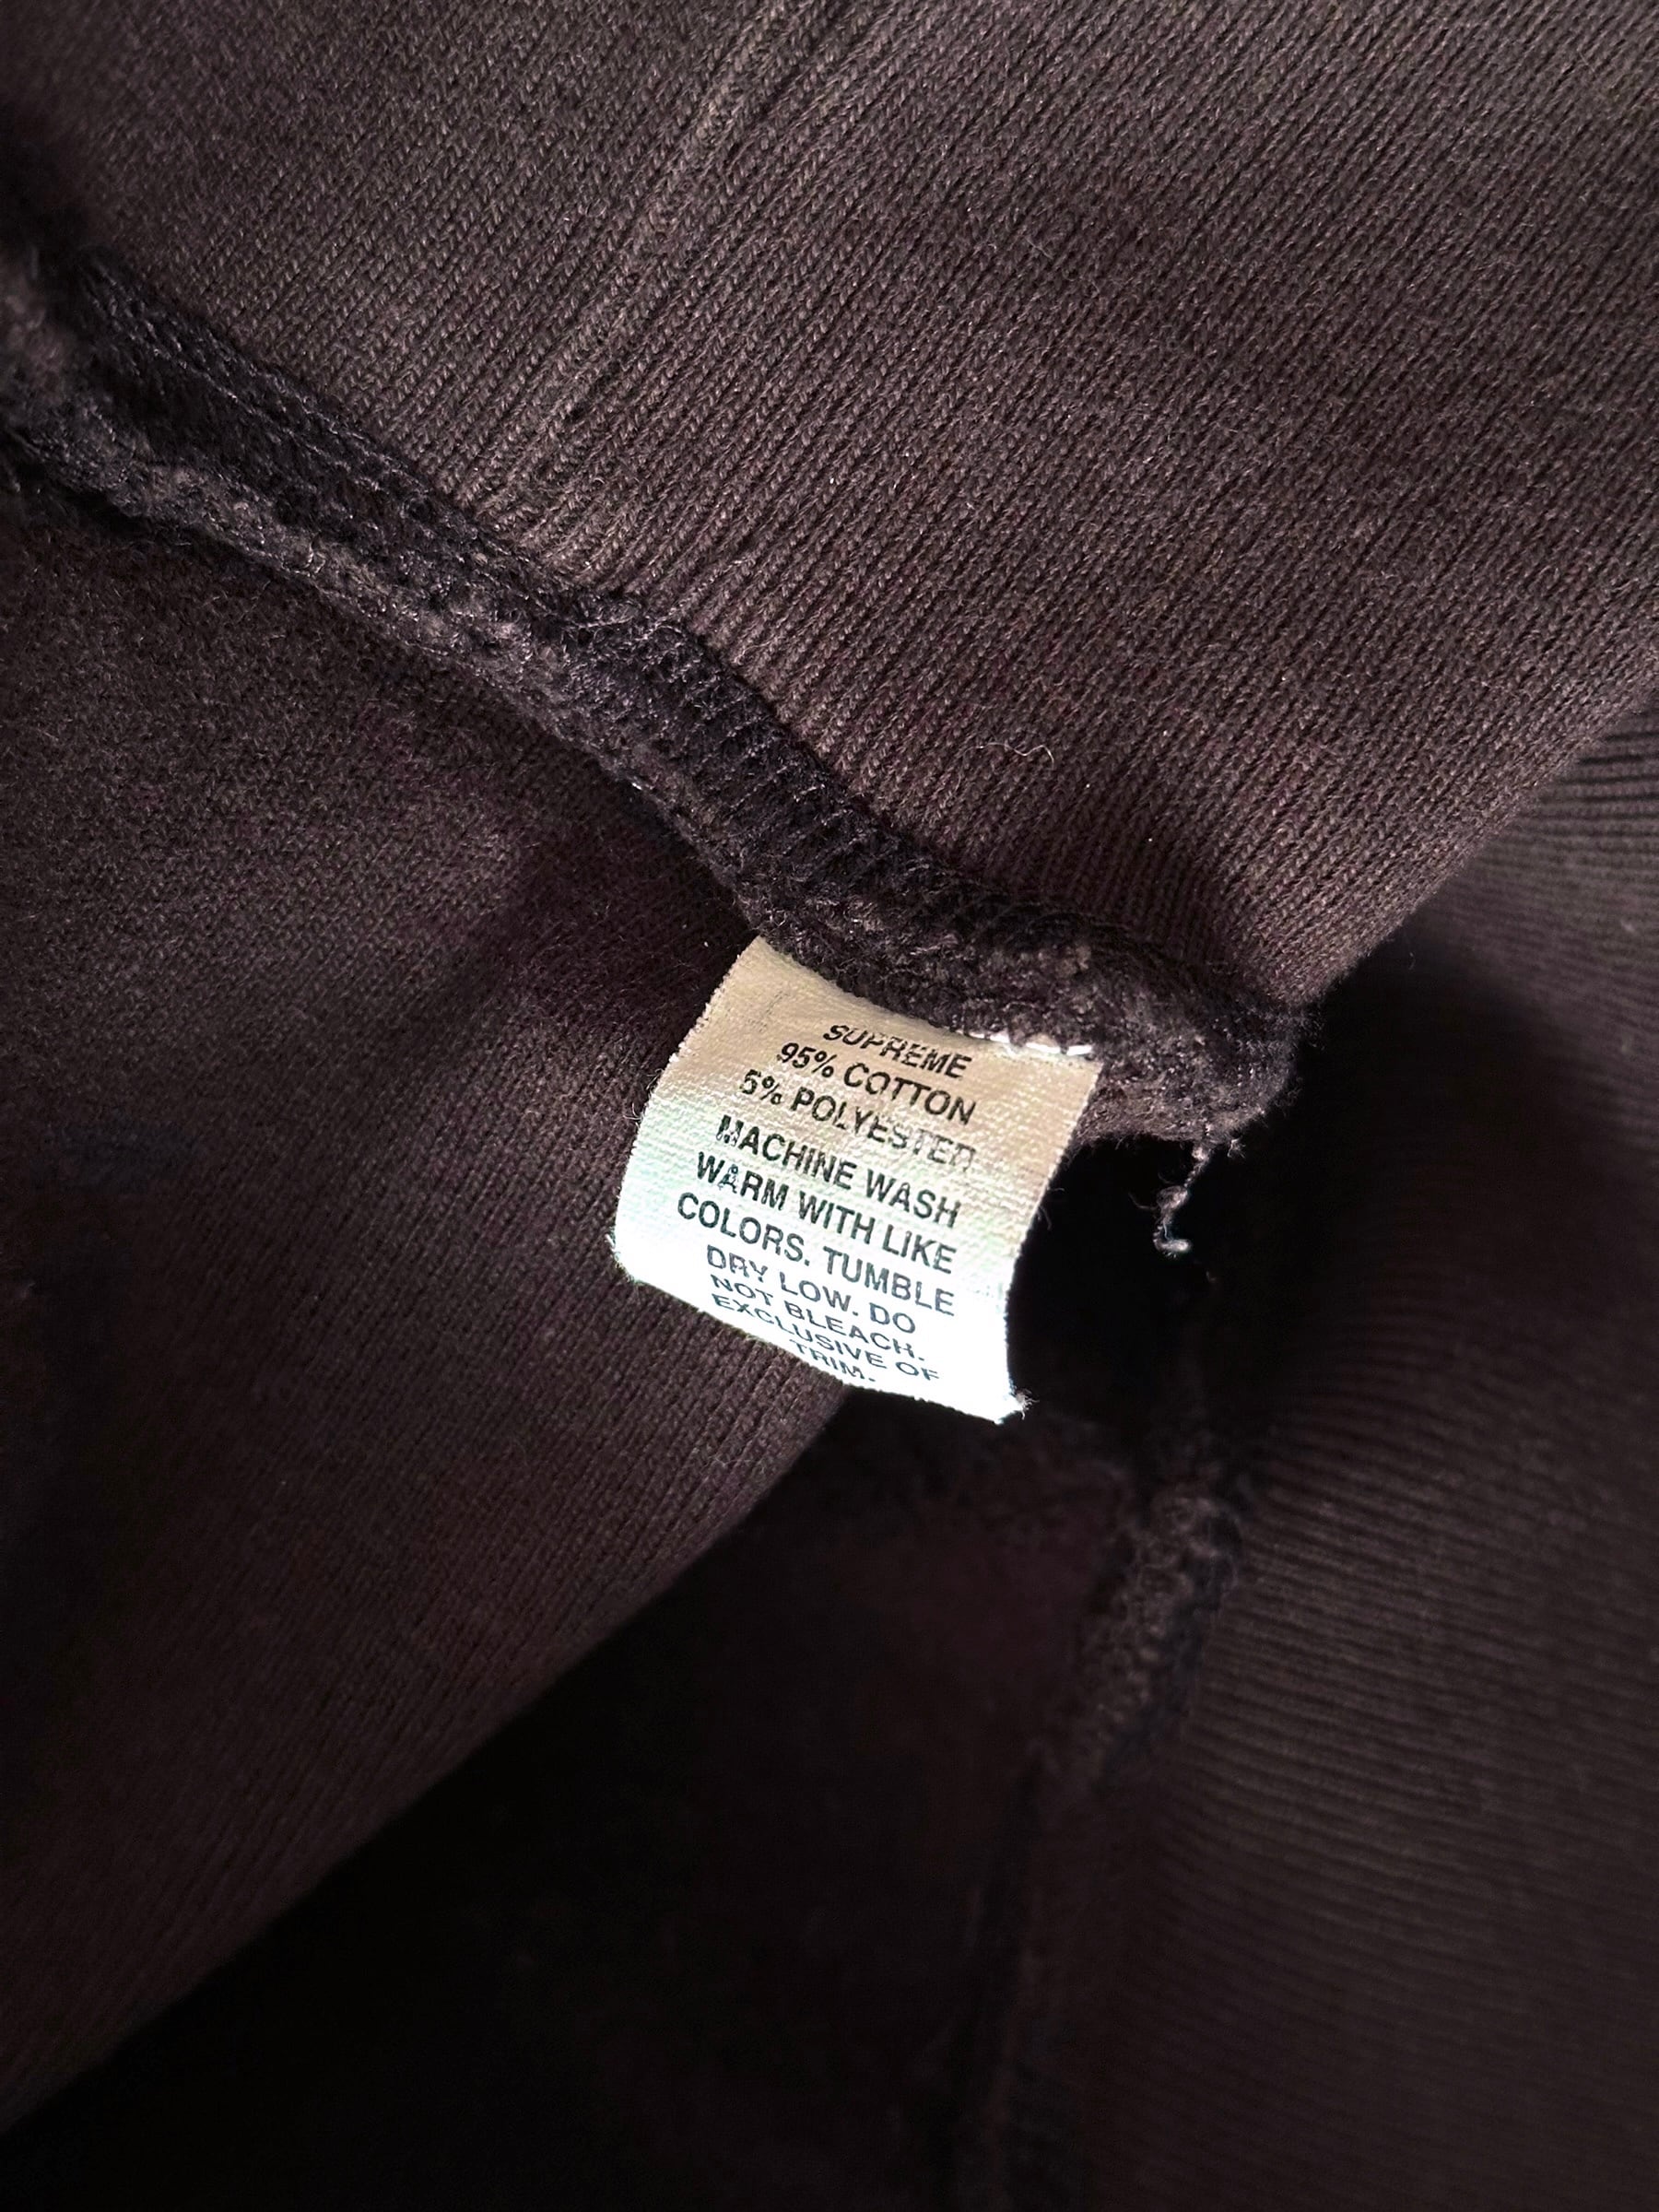 SUPREME
95% COTTON
5% POLYESTER
MACHINE WASH
WARM WITH LIKE
COLORS. TUMBLE
DRY LOW. DO
NOT BLEACH.
EXCLUSIVE OF
TRIM.